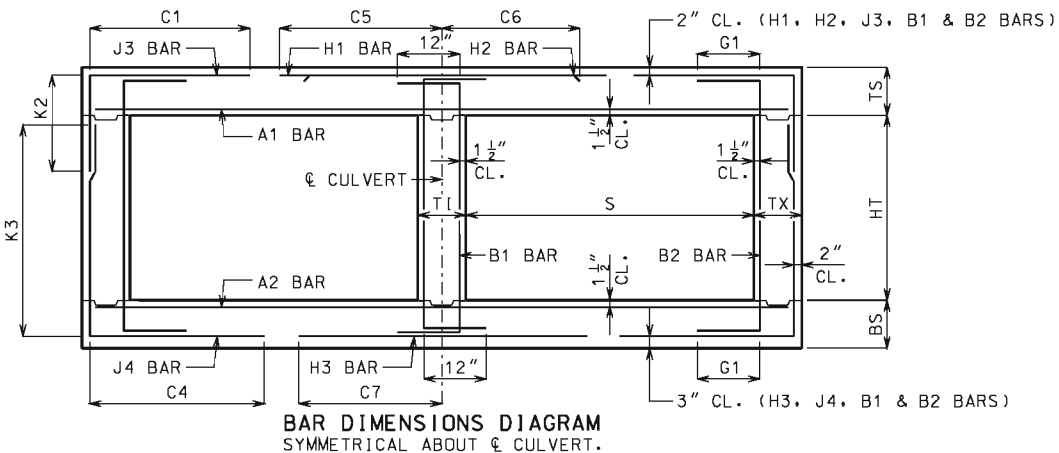 C1
C5
C6
2" CL. (H1, H2, J3, B1 & B2 BARS)
J3 BAR
H1 BAR
12"
H2 BAR
G1
K2
TS
A1 BAR
1 1/2" CL.
1 1/2" CL.
1 1/2" CL.
℄ CULVERT
TI
S
TX
HT
K3
B1 BAR
B2 BAR
2" CL.
A2 BAR
1 1/2" CL.
BS
J4 BAR
H3 BAR
12"
G1
C4
C7
3" CL. (H3, J4, B1 & B2 BARS)
BAR DIMENSIONS DIAGRAM
SYMMETRICAL ABOUT ℄ CULVERT.